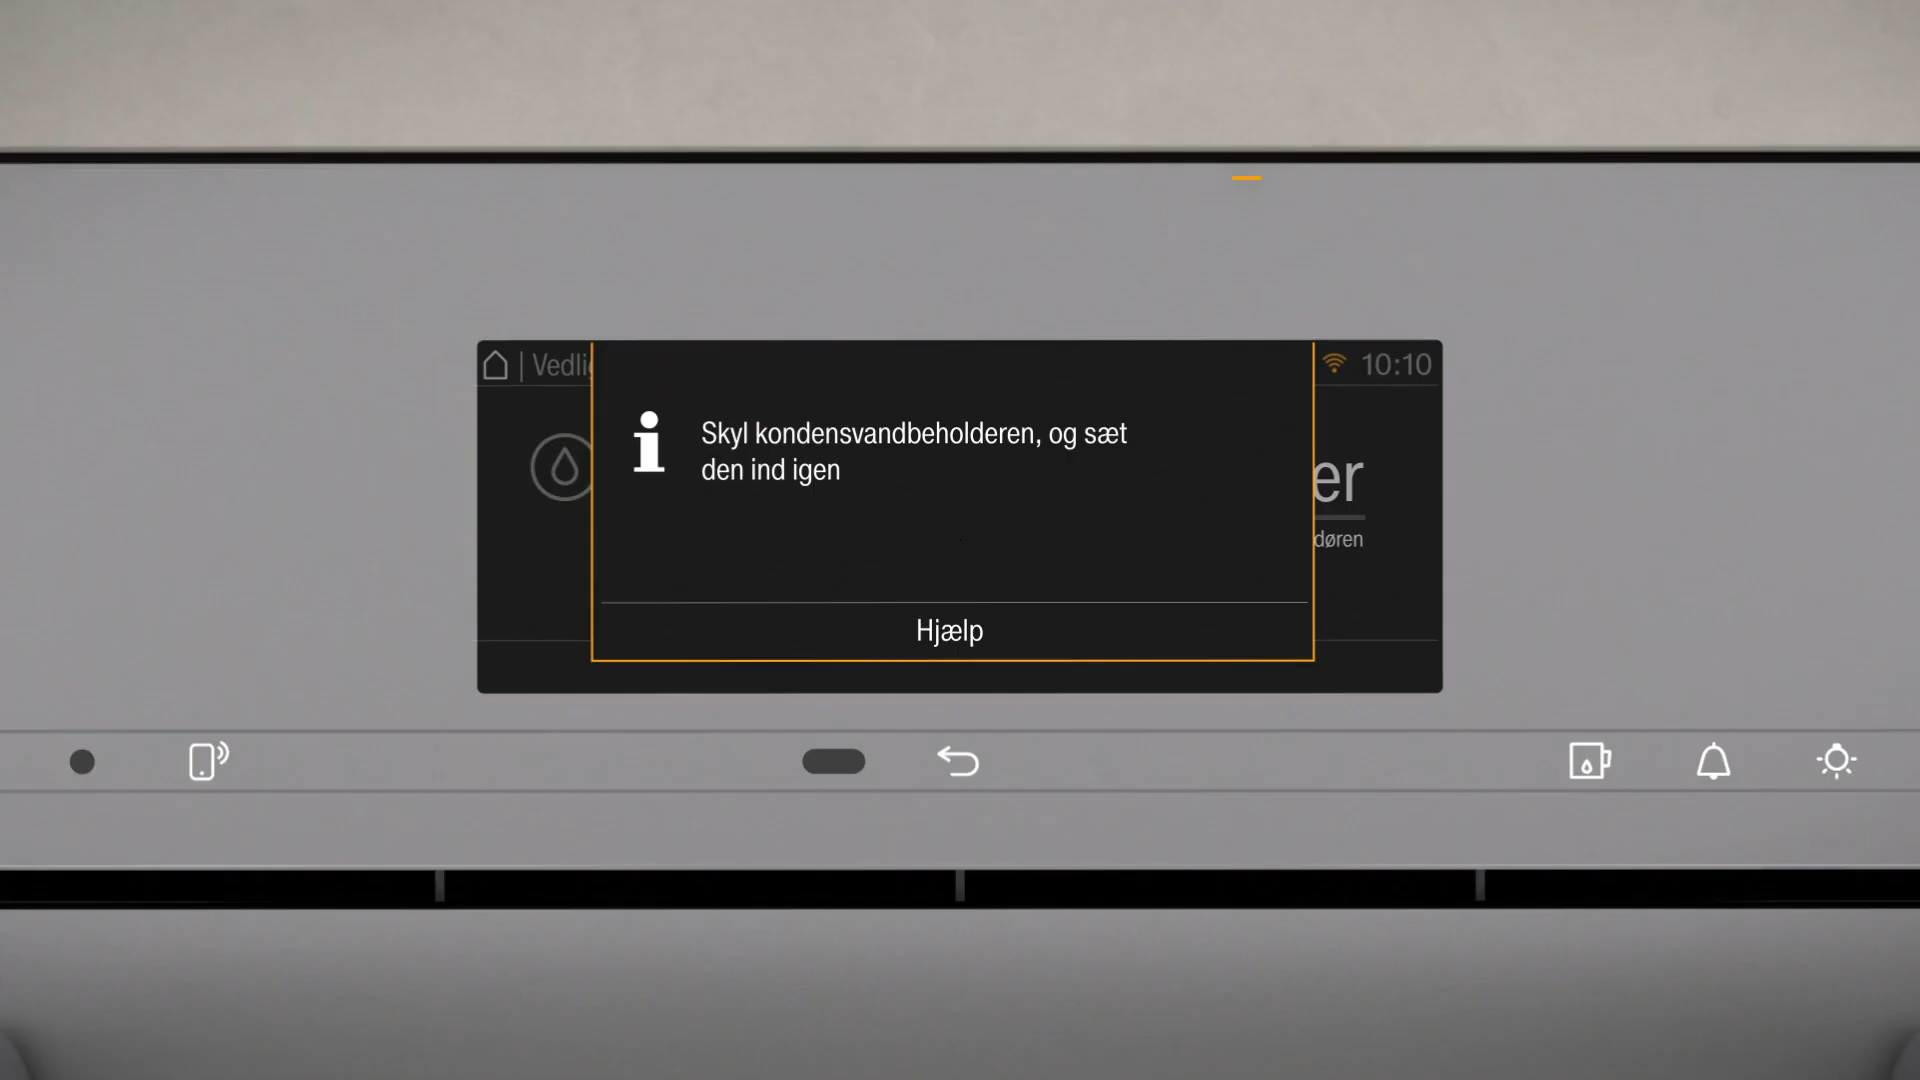 Vedli
10:10
Skyl kondensvandbeholderen, og sæt
den ind igen
er
døren
Hjælp